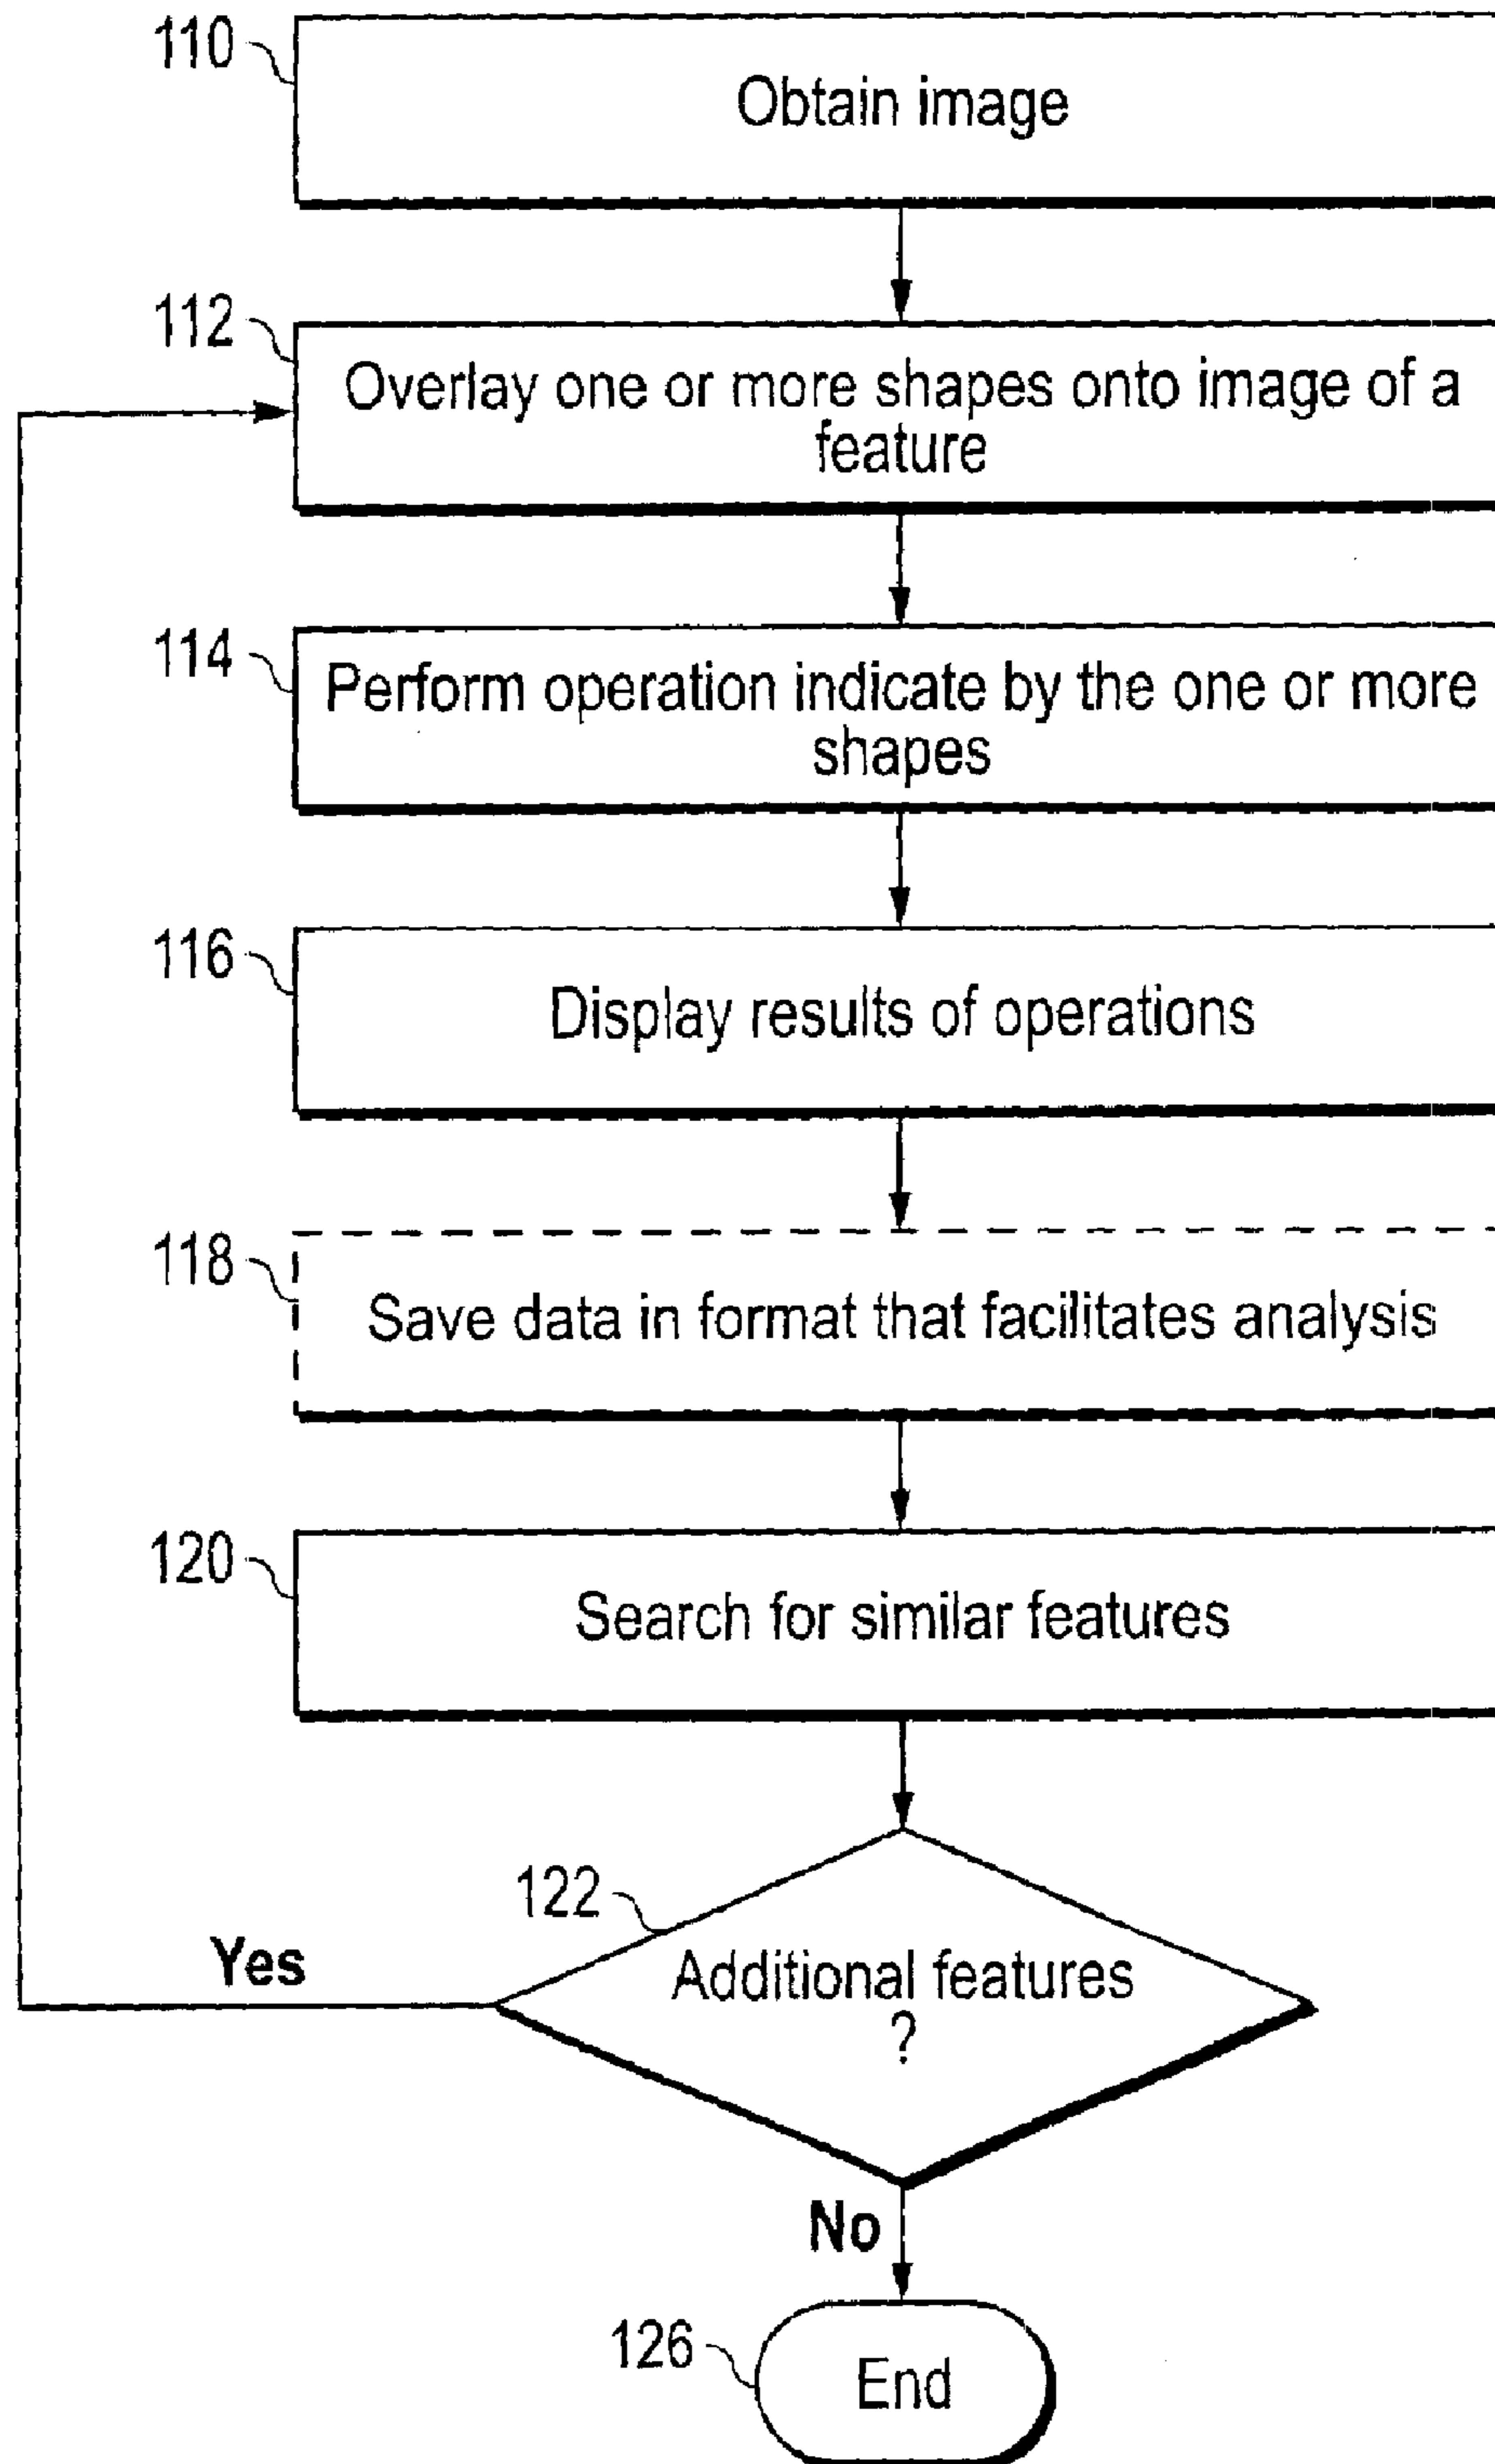 110
Obtain image
112
Overlay one or more shapes onto image of a
feature
114
Perform operation indicate by the one or more
shapes
116
Display results of operations
118
Save data in format that facilitates analysis
120
Search for similar features
122
Additional features
?
Yes
No
126
End